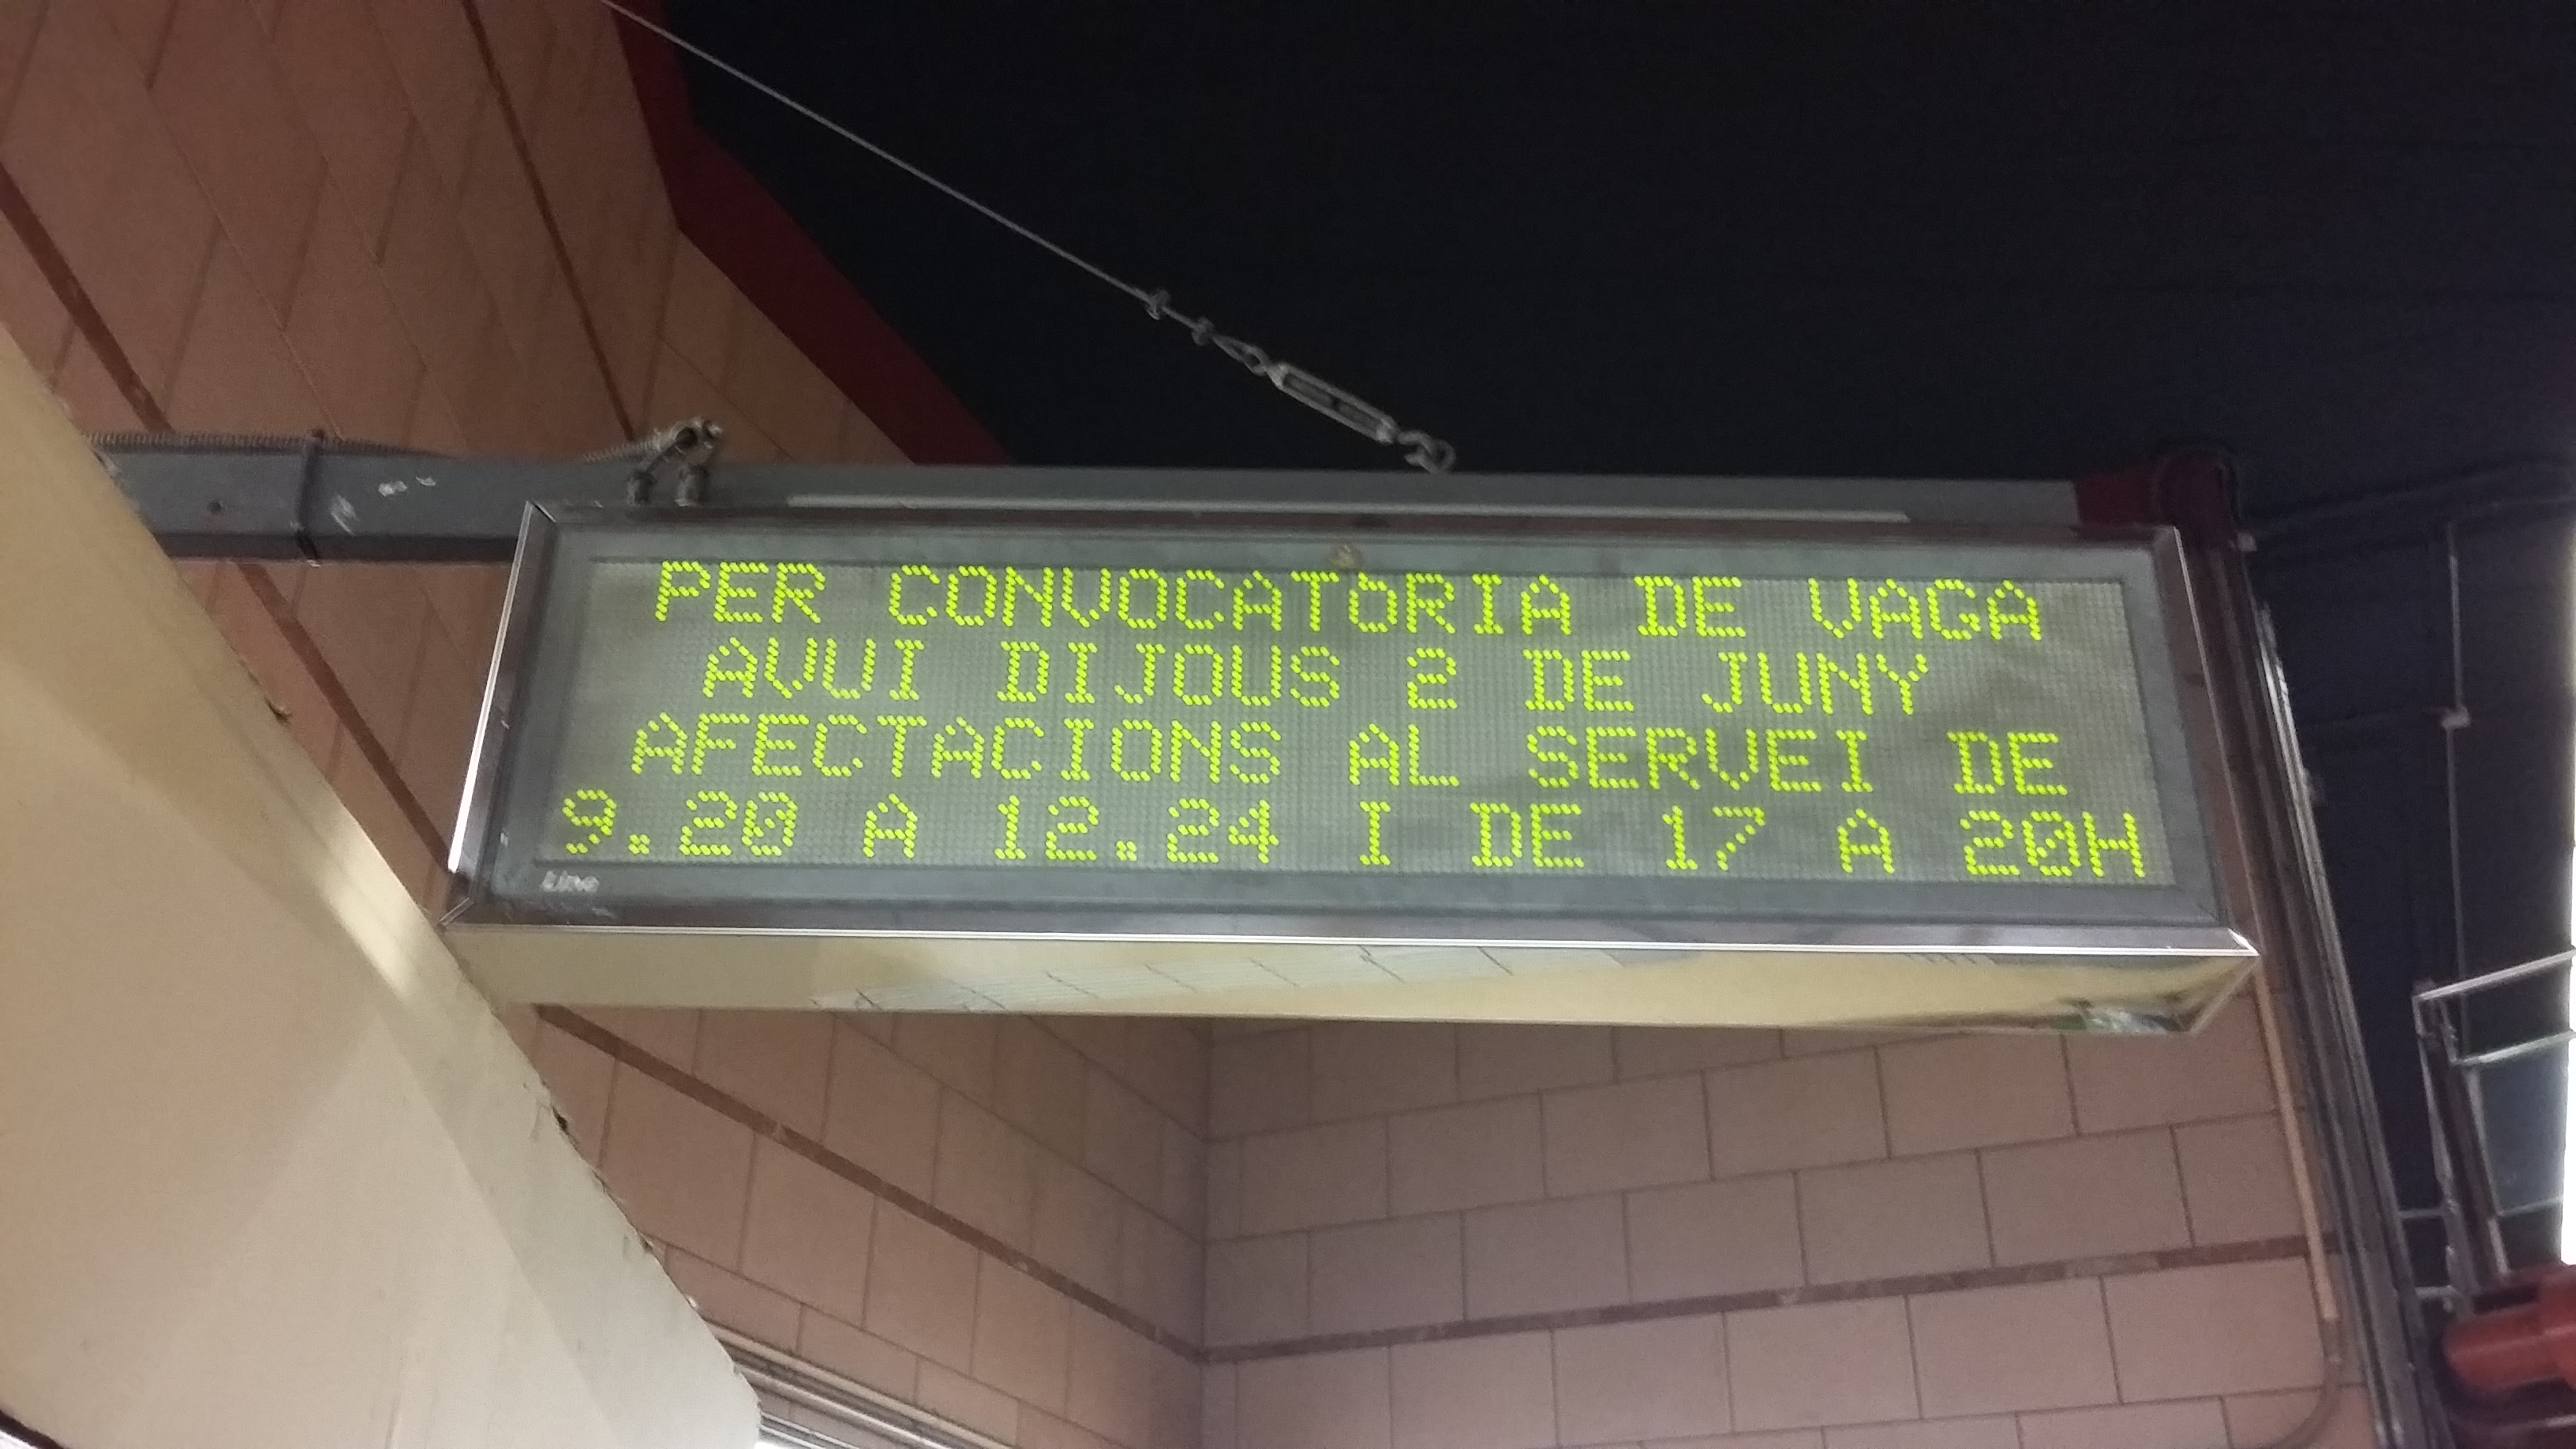 PER CONVOCATòRIA DE VAGA
AVUI DIJOUS 2 DE JUNY
AFECTACIONS AL SERVEI DE
9.20 A 12.24 I DE 17 A 20H